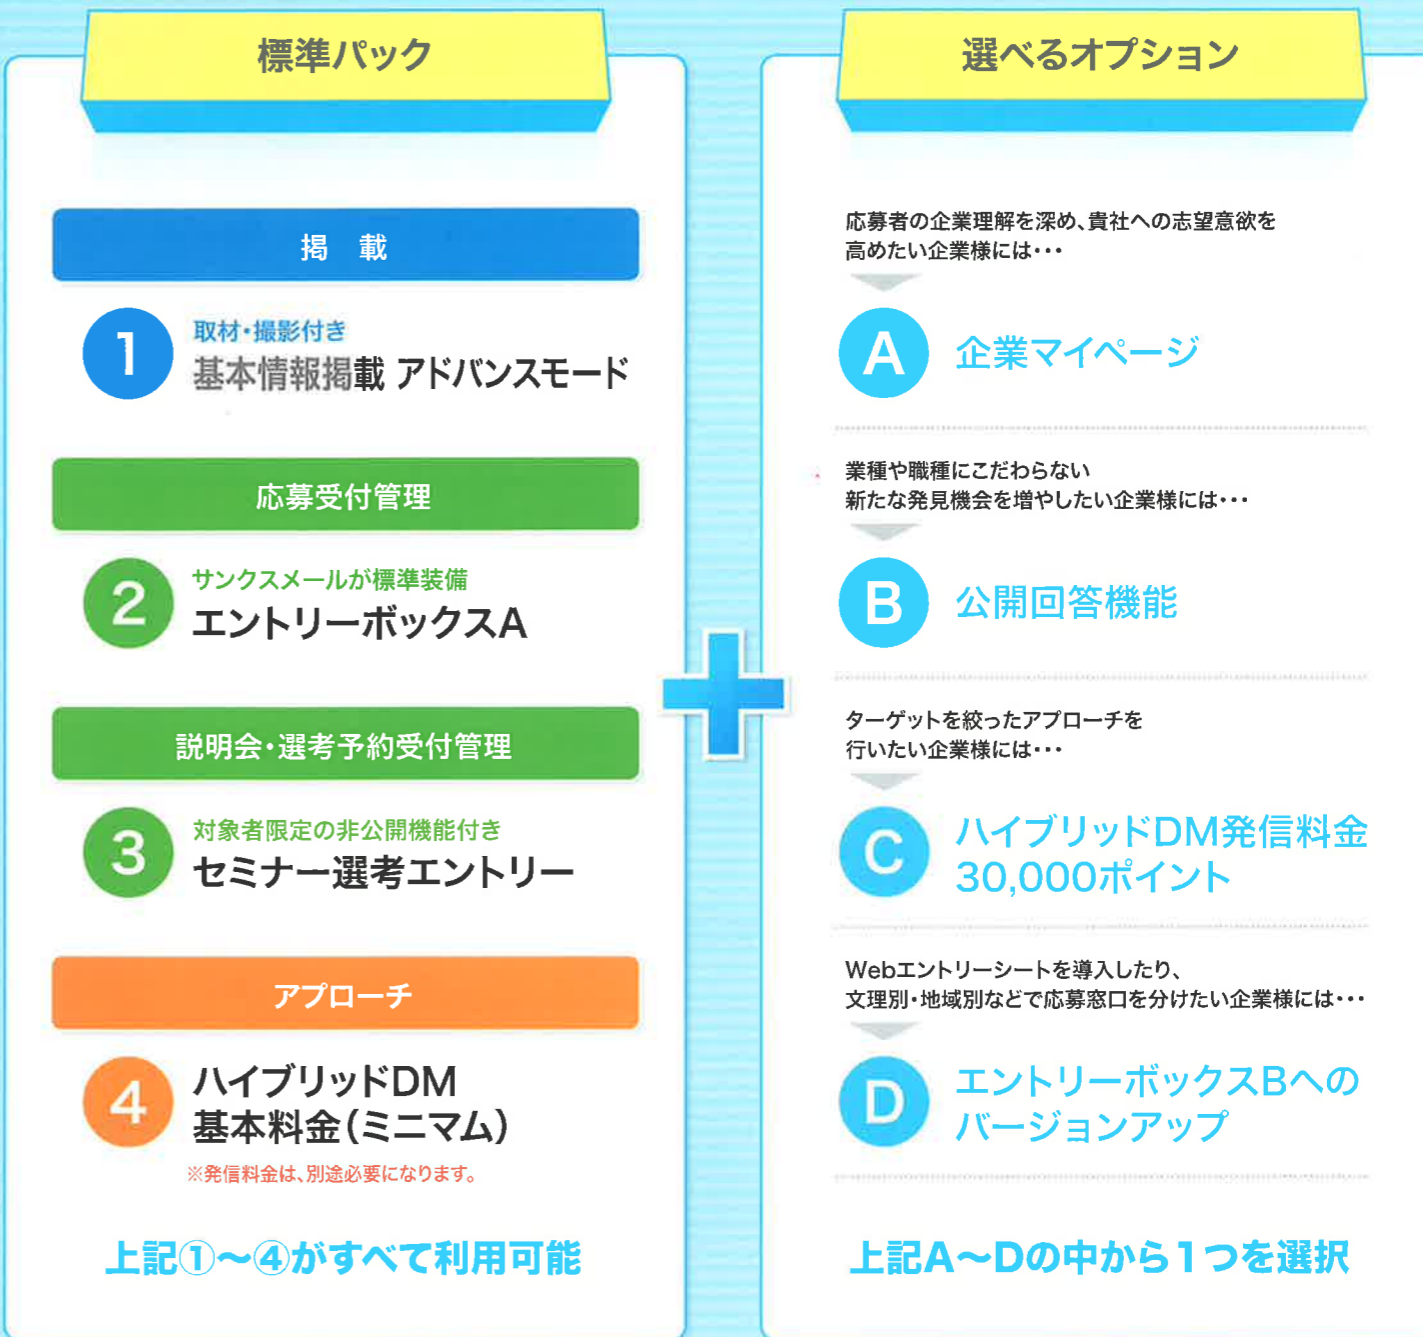 標準パック
掲 載
1
取材・撮影付き
基本情報掲載 アドバンスモード
応募受付管理
2
サンクスメールが標準装備
エントリーボックスA
説明会・選考予約受付管理
3
対象者限定の非公開機能付き
セミナー選考エントリー
アプローチ
4
ハイブリッドDM
基本料金(ミニマム)
※発信料金は、別途必要になります。
上記①〜④がすべて利用可能
選べるオプション
応募者の企業理解を深め、貴社への志望意欲を
高めたい企業様には・・・
A
企業マイページ
業種や職種にこだわらない
新たな発見機会を増やしたい企業様には・・・
B
公開回答機能
ターゲットを絞ったアプローチを
行いたい企業様には・・・
C
ハイブリッドDM発信料金
30,000ポイント
Webエントリーシートを導入したり、
文理別・地域別などで応募窓口を分けたい企業様には・・・
D
エントリーボックスBへの
バージョンアップ
上記A〜Dの中から1つを選択